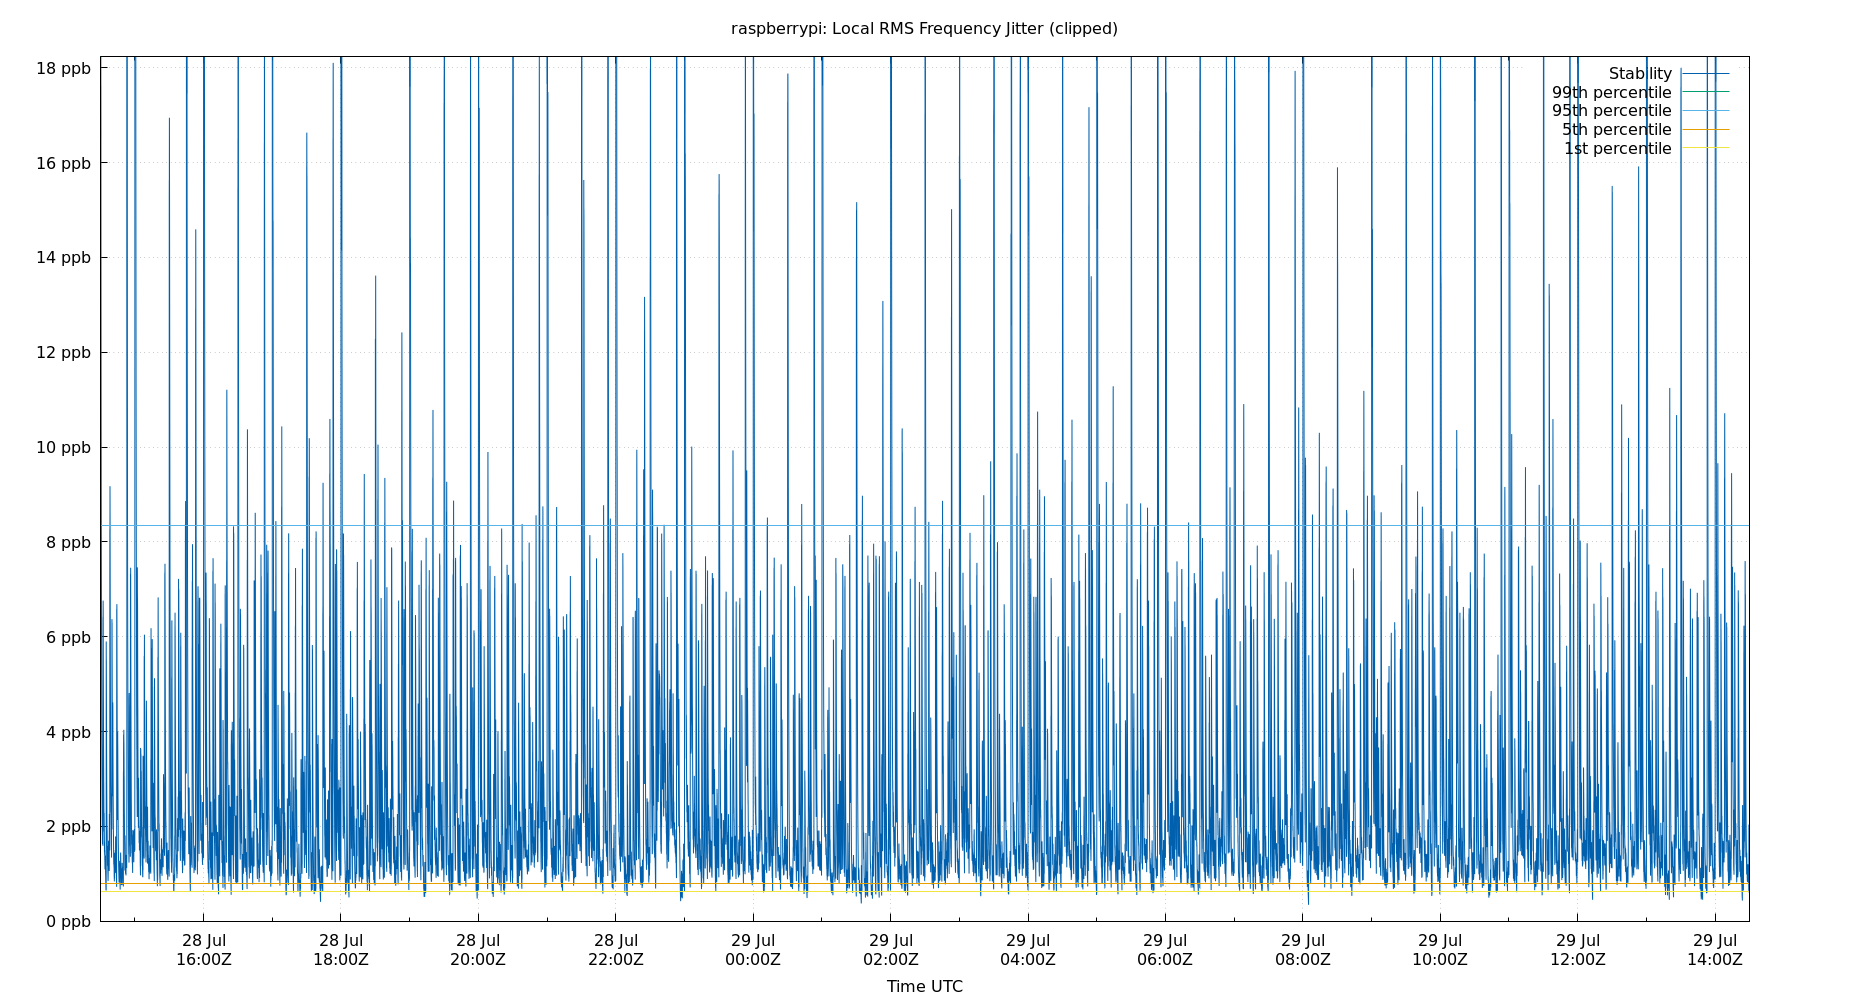 raspberrypi: Local RMS Frequency Jitter (clipped)
18 ppb
16 ppb
14 ppb
12 ppb
10 ppb
8 ppb
6 ppb
4 ppb
2 ppb
0 ppb
Stability
99th percentile
95th percentile
5th percentile
1st percentile
28 Jul 28 Jul 28 Jul 28 Jul 29 Jul 29 Jul 29 Jul 29 Jul 29 Jul 29 Jul 29 Jul 29 Jul
16:00Z 18:00Z 20:00Z 22:00Z 00:00Z 02:00Z 04:00Z 06:00Z 08:00Z 10:00Z 12:00Z 14:00Z
Time UTC